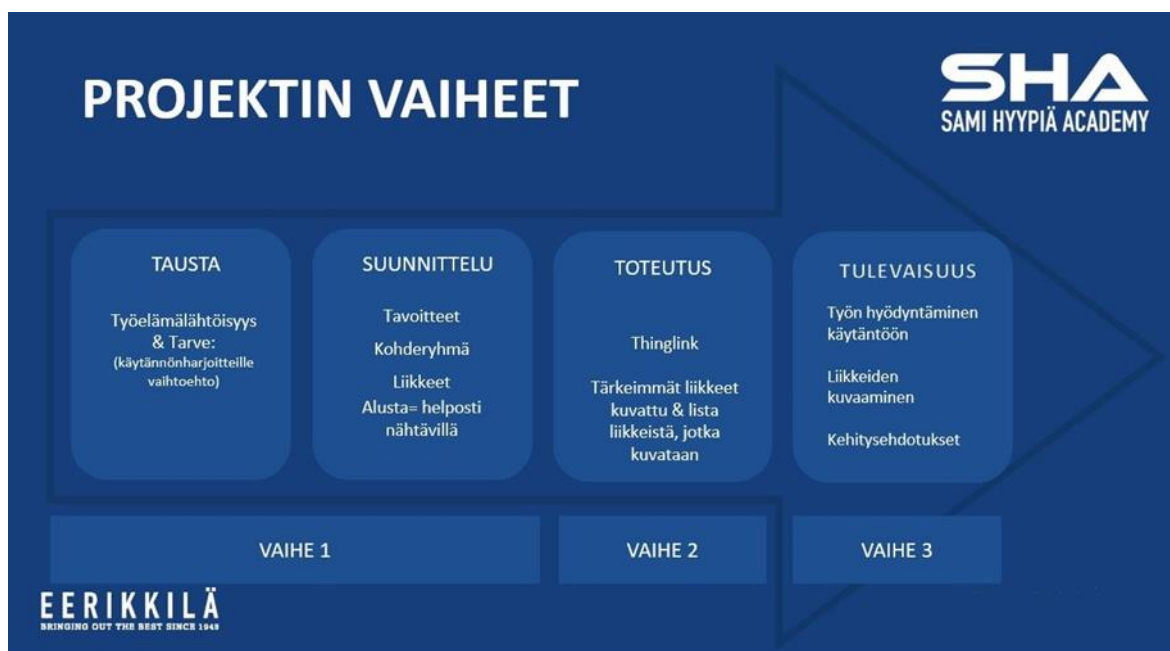 PROJEKTIN VAIHEET
SHA
SAMI HYYPIÄ ACADEMY
TAUSTA
Työelämälähtöisyys
& Tarve:
(käytännönharjoitteille
vaihtoehto)
SUUNNITTELU
Tavoitteet
Kohderyhmä
Liikkeet
Alusta= helposti
nähtävillä
TOTEUTUS
Thinglink
Tärkeimmät liikkeet
kuvattu & lista
liikkeistä, jotka
kuvataan
TULEVAISUUS
Työn hyödyntäminen
käytäntöön
Liikkeiden
kuvaaminen
Kehitysehdotukset
VAIHE 1
VAIHE 2
VAIHE 3
EERIKKILÄ
BRINGING OUT THE BEST SINCE 1949